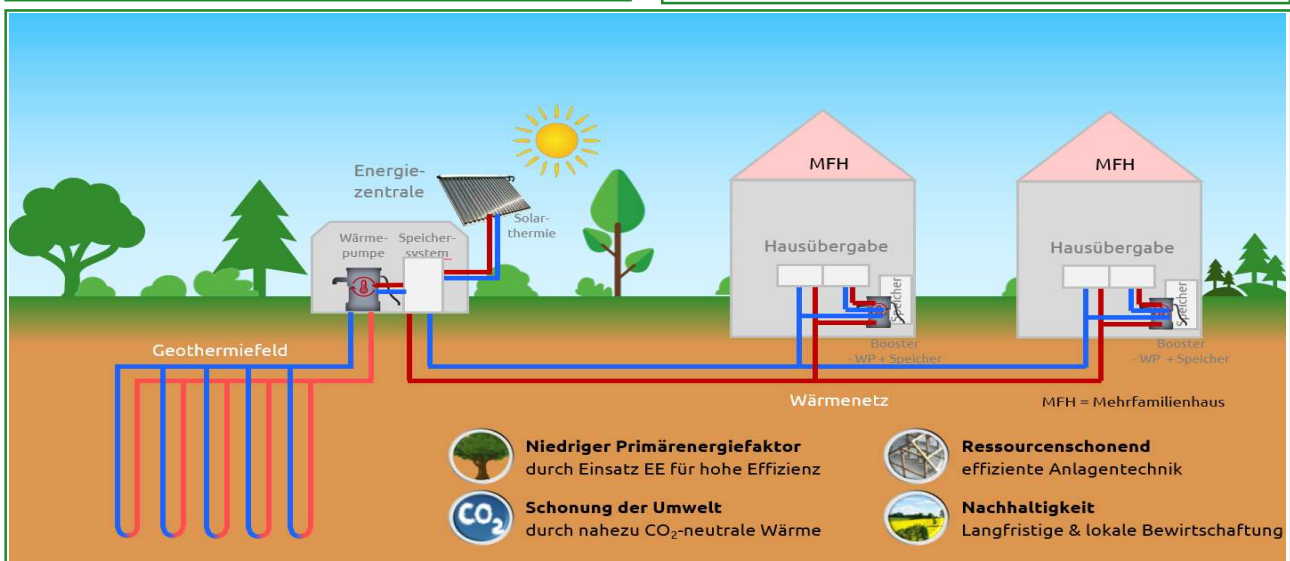 Energie-
zentrale
Solar-
thermie
Wärme-
pumpe
Speicher-
system
MFH
Hausübergabe
Speicher
Booster
- WP + Speicher
MFH
Hausübergabe
Speicher
Booster
- WP + Speicher
Geothermiefeld
Wärmenetz
MFH = Mehrfamilienhaus
Niedriger Primärenergiefaktor
durch Einsatz EE für hohe Effizienz
CO₂
Schonung der Umwelt
durch nahezu CO₂-neutrale Wärme
Ressourcenschonend
effiziente Anlagentechnik
Nachhaltigkeit
Langfristige & lokale Bewirtschaftung